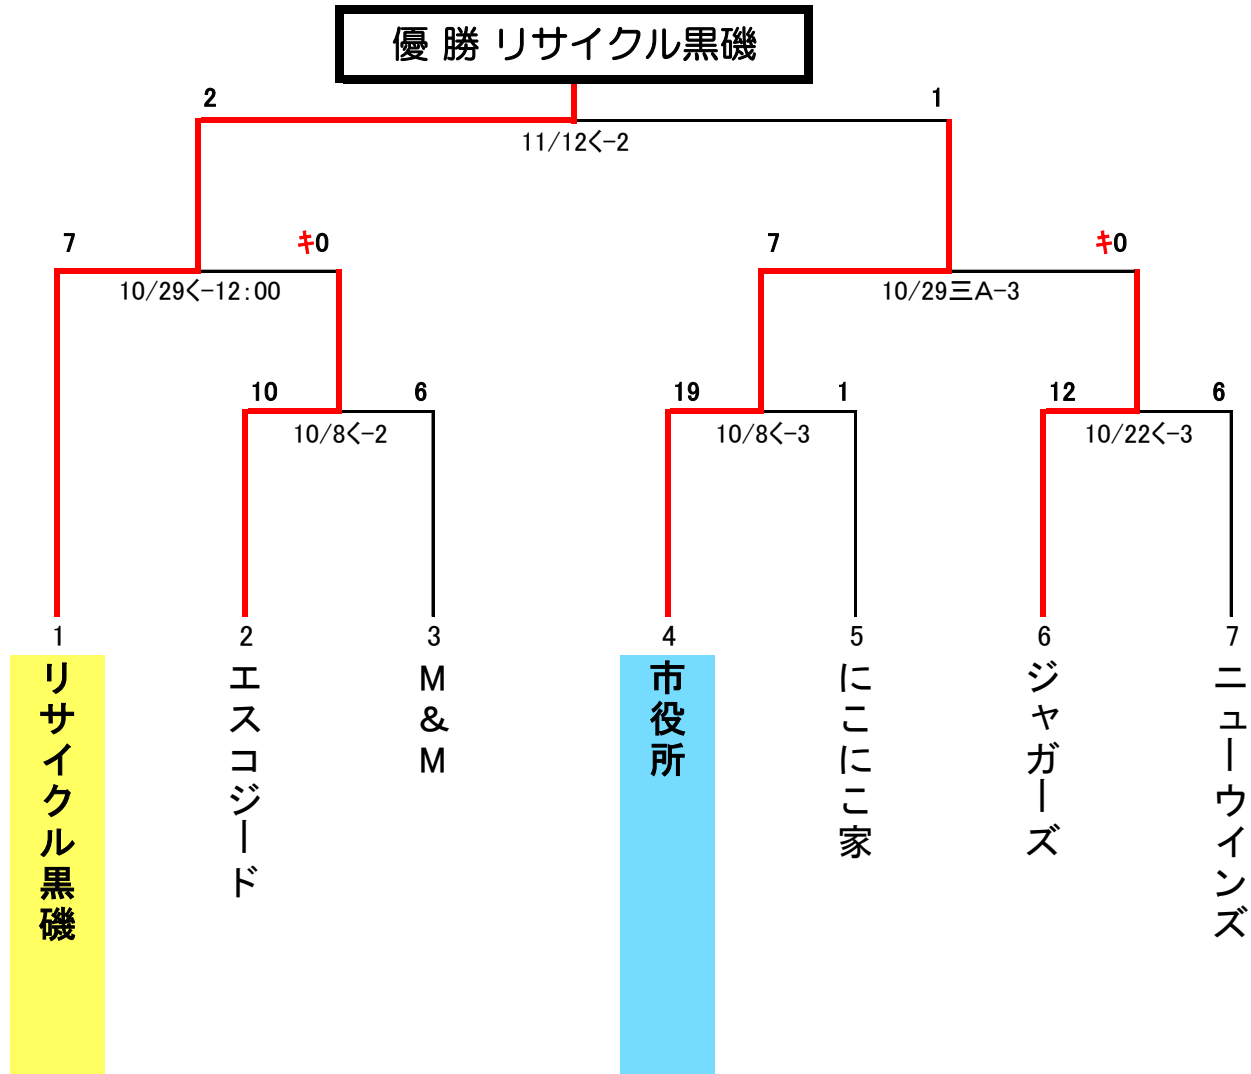 優 勝 リサイクル黒磯
2
1
11/12く-2
7
キ0
7
キ0
10/29く-12:00
10/29三A-3
10
6
19
1
12
6
10/8く-2
10/8く-3
10/22く-3
1
2
3
4
5
6
7
リサイクル黒磯
エスコジード
M&M
市役所
にこにこ家
ジャガーズ
ニューウインズ